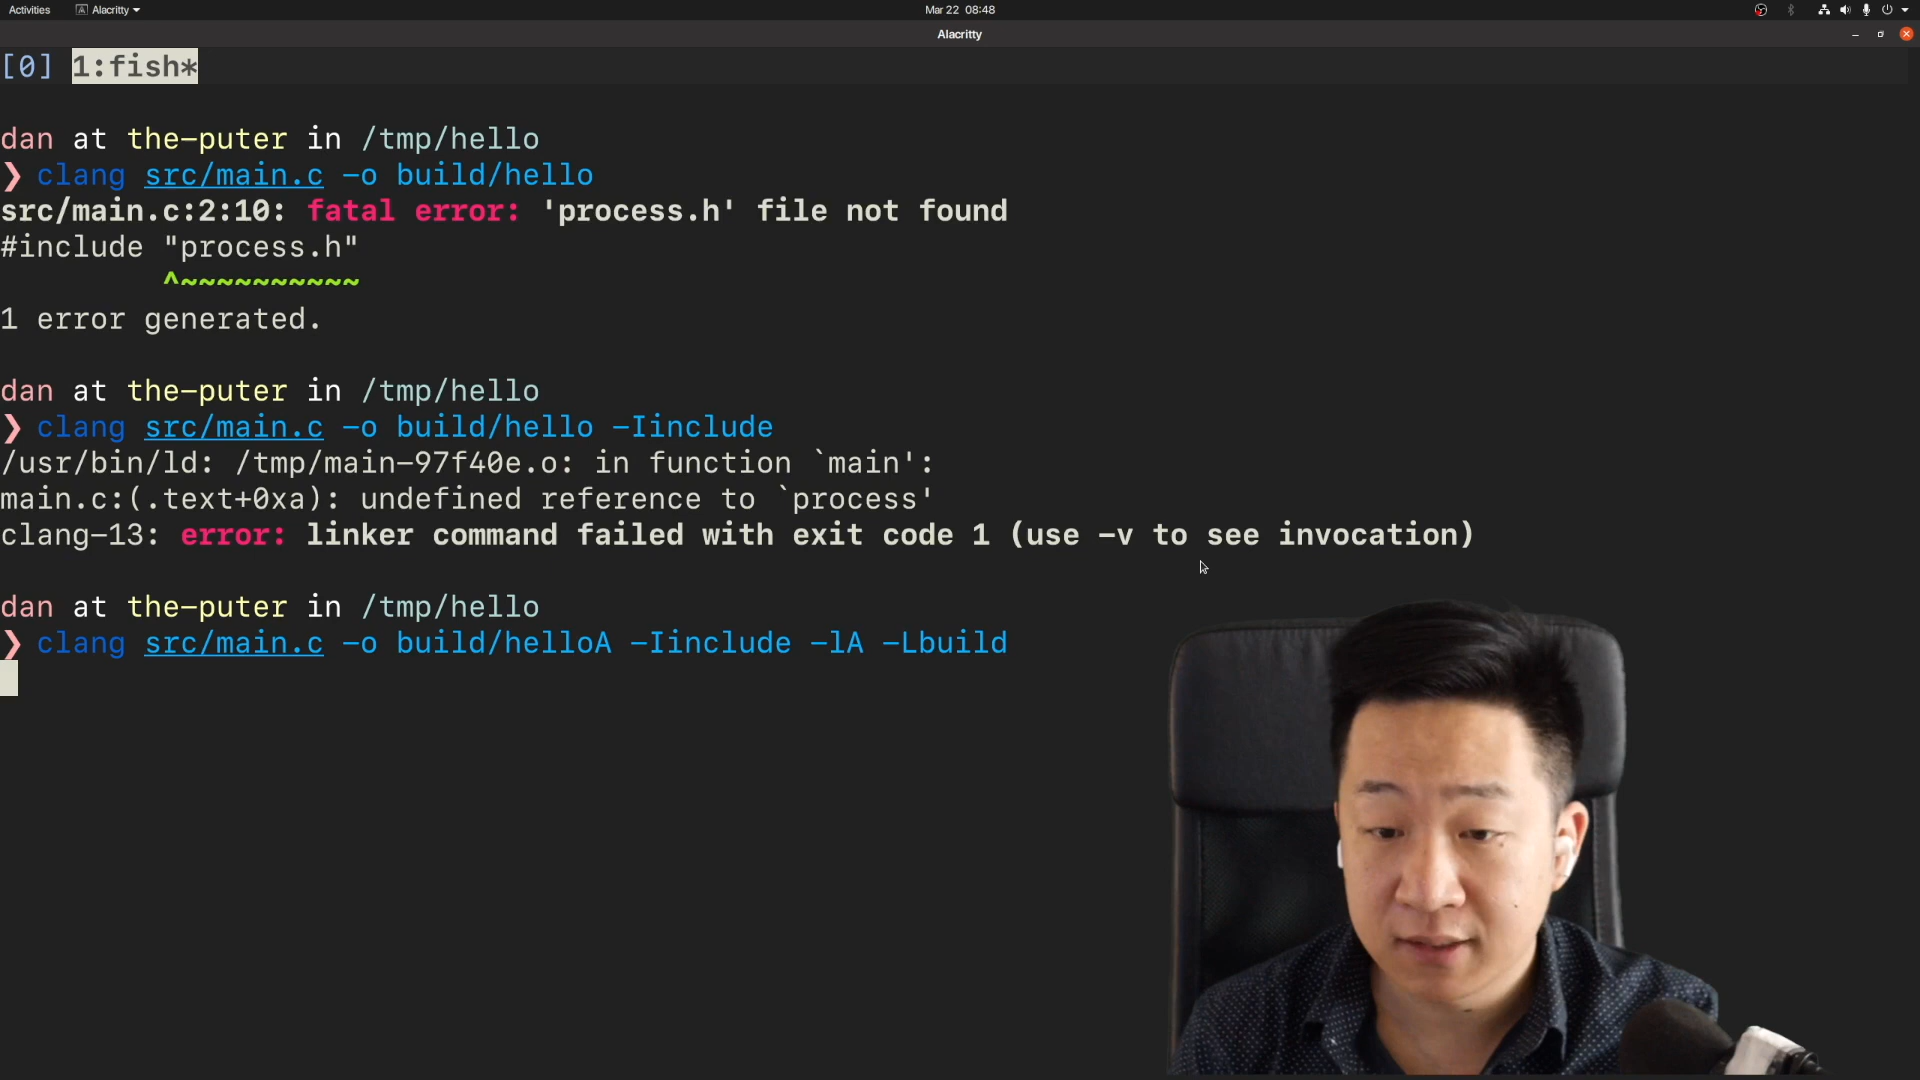 Activities
Alacritty
Mar 22 08:48
Alacritty
[0] 1:fish*
dan at the-puter in /tmp/hello
❯ clang src/main.c -o build/hello
src/main.c:2:10: fatal error: 'process.h' file not found
#include "process.h"
^~~~~~~~~~~
1 error generated.
dan at the-puter in /tmp/hello
❯ clang src/main.c -o build/hello -Iinclude
/usr/bin/ld: /tmp/main-97f40e.o: in function `main':
main.c:(.text+0xa): undefined reference to `process'
clang-13: error: linker command failed with exit code 1 (use -v to see invocation)
dan at the-puter in /tmp/hello
❯ clang src/main.c -o build/helloA -Iinclude -lA -Lbuild